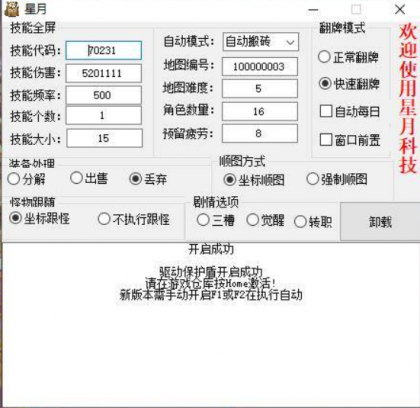 星月
技能全屏
技能代码: 70231
技能伤害: 5201111
技能频率: 500
技能个数: 1
技能大小: 15
自动模式: 自动搬砖
地图编号: 100000003
地图难度: 5
角色数量: 16
预留疲劳: 8
翻牌模式
正常翻牌
快速翻牌
自动每日
窗口前置
欢迎使用星月科技
装备处理
分解 出售 丢弃
顺图方式
坐标顺图 强制顺图
怪物跟随
坐标跟怪 不执行跟怪
剧情选项
三槽 觉醒 转职
卸载
开启成功
驱动保护盾开启成功
请在游戏仓库按Home激活!
新版本需手动开启F1或F2在执行自动